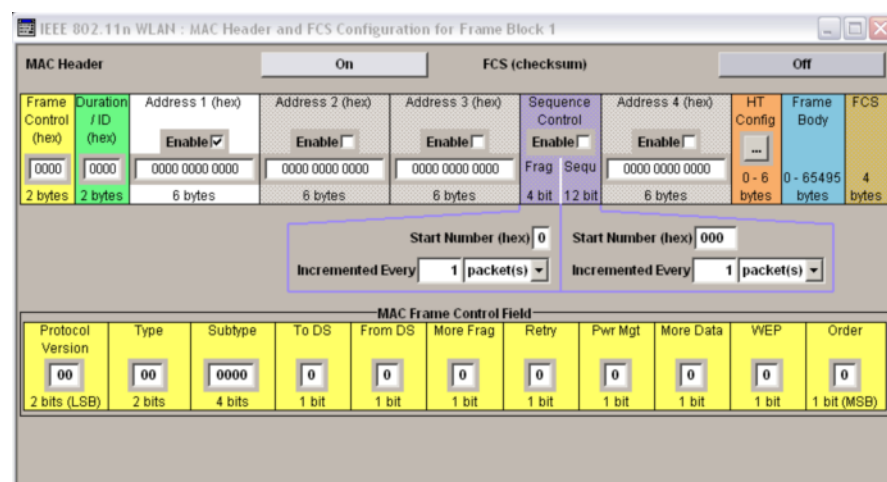 IEEE 802.11n WLAN : MAC Header and FCS Configuration for Frame Block 1
MAC Header On FCS (checksum) Off
Frame Control (hex) 0000 2 bytes
Duration / ID (hex) 0000 2 bytes
Address 1 (hex) Enable 0000 0000 0000 6 bytes
Address 2 (hex) Enable 0000 0000 0000 6 bytes
Address 3 (hex) Enable 0000 0000 0000 6 bytes
Sequence Control Enable Frag Sequ 4 bit 12 bit
Address 4 (hex) Enable 0000 0000 0000 6 bytes
HT Config ... 0 - 6 bytes
Frame Body 0 - 65495 bytes
FCS 4 bytes
Start Number (hex) 0 Start Number (hex) 000
Incremented Every 1 packet(s) Incremented Every 1 packet(s)
MAC Frame Control Field
Protocol Version 00 2 bits (LSB)
Type 00 2 bits
Subtype 0000 4 bits
To DS 0 1 bit
From DS 0 1 bit
More Frag 0 1 bit
Retry 0 1 bit
Pwr Mgt 0 1 bit
More Data 0 1 bit
WEP 0 1 bit
Order 0 1 bit (MSB)